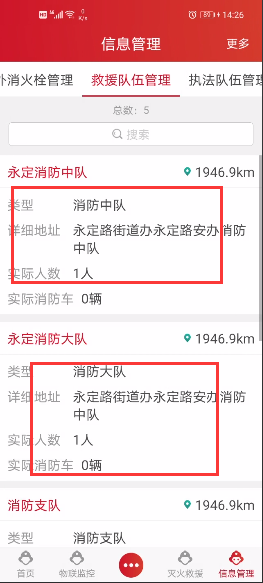 HD 5G 0 K/s 89 14:26
信息管理
更多
外消火栓管理 救援队伍管理 执法队伍管理
总数：5
搜索
永定消防中队 1946.9km
类型 消防中队
详细地址 永定路街道办永定路安办消防
中队
实际人数 1人
实际消防车 0辆
永定消防大队 1946.9km
类型 消防大队
详细地址 永定路街道办永定路安办消防
中队
实际人数 1人
实际消防车 0辆
消防支队 1946.9km
类型 消防支队
首页 物联监控 灭火救援 信息管理